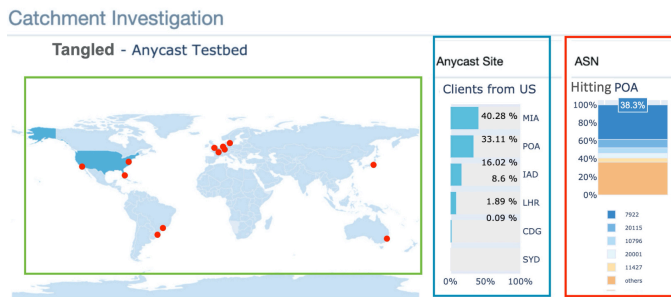 Catchment Investigation
Tangled - Anycast Testbed
Anycast Site
Clients from US
40.28 % MIA
33.11 % POA
16.02 %
8.6 % IAD
1.89 % LHR
0.09 %
CDG
SYD
0% 50% 100%
ASN
Hitting POA
100%
38.3%
80%
60%
40%
20%
0%
7922
20115
10796
20001
11427
others